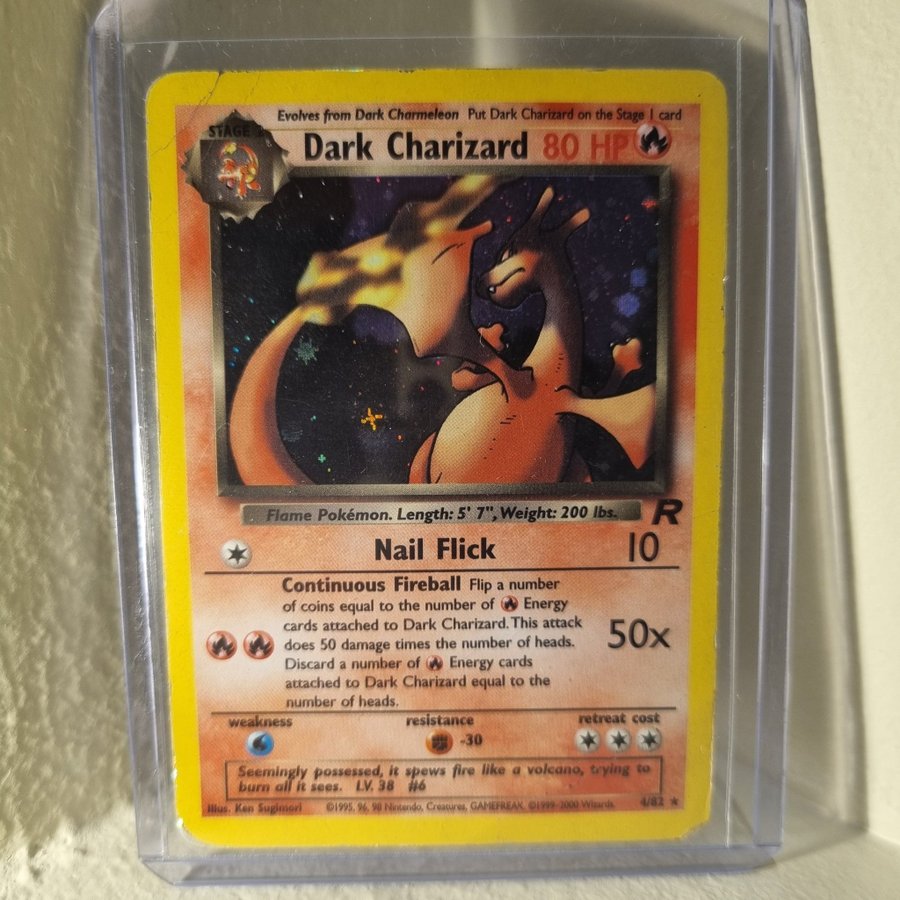 Evolves from Dark Charmeleon Put Dark Charizard on the Stage 1 card
STAGE 2
Dark Charizard 80 HP
Flame Pokémon. Length: 5' 7", Weight: 200 lbs. R
Nail Flick 10
Continuous Fireball Flip a number
of coins equal to the number of Energy
cards attached to Dark Charizard. This attack
does 50 damage times the number of heads.
Discard a number of Energy cards
attached to Dark Charizard equal to the
number of heads.
50x
weakness resistance retreat cost
-30
Seemingly possessed, it spews fire like a volcano, trying to
burn all it sees. LV. 38 #6
Illus. Ken Sugimori ©1995, 96, 98 Nintendo, Creatures, GAMEFREAK. ©1999-2000 Wizards. 4/82 ★